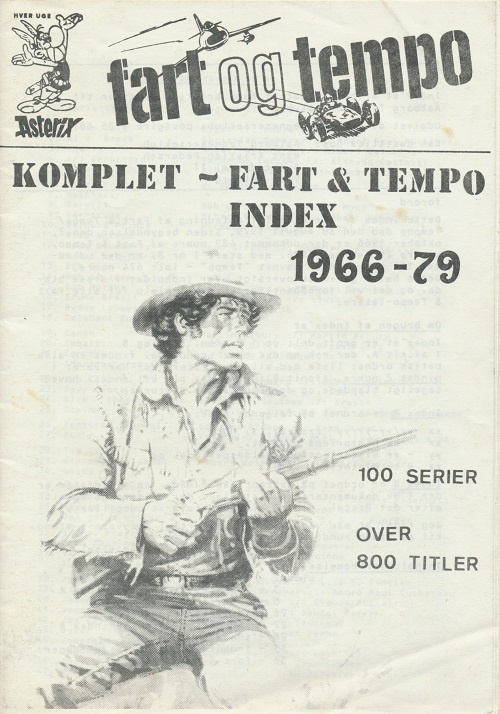 HVER UGE
Asterix
fart og tempo
KOMPLET ~ FART & TEMPO
INDEX
1966-79
100 SERIER
OVER
800 TITLER